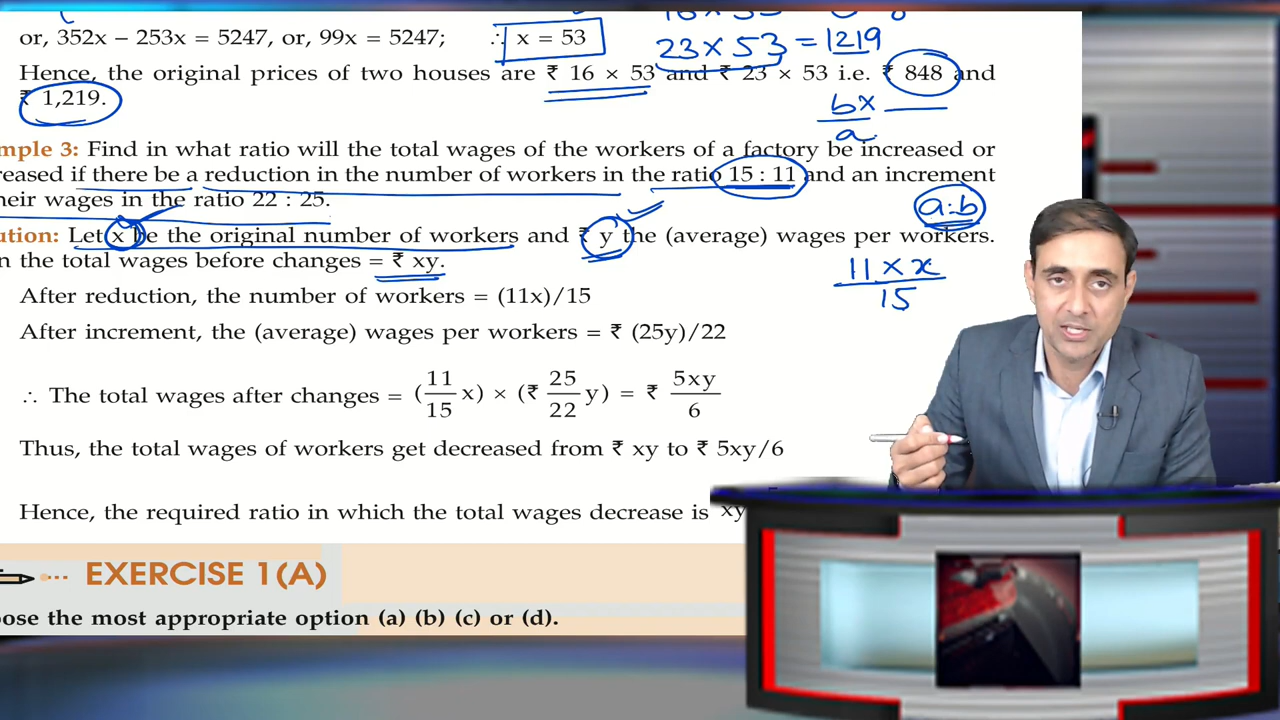 or, 352x – 253x = 5247, or, 99x = 5247; ∴ x = 53
23 × 53 = 1219
Hence, the original prices of two houses are ₹ 16 × 53 and ₹ 23 × 53 i.e. ₹ 848 and
₹ 1,219.
b×
a
mple 3: Find in what ratio will the total wages of the workers of a factory be increased or
reased if there be a reduction in the number of workers in the ratio 15 : 11 and an increment
heir wages in the ratio 22 : 25.
a:b
ution: Let x be the original number of workers and ₹ y the (average) wages per workers.
n the total wages before changes = ₹ xy.
11 × x
15
After reduction, the number of workers = (11x)/15
After increment, the (average) wages per workers = ₹ (25y)/22
∴ The total wages after changes = (11/15 x) × (₹ 25/22 y) = ₹ 5xy/6
Thus, the total wages of workers get decreased from ₹ xy to ₹ 5xy/6
Hence, the required ratio in which the total wages decrease is xy
EXERCISE 1(A)
ose the most appropriate option (a) (b) (c) or (d).